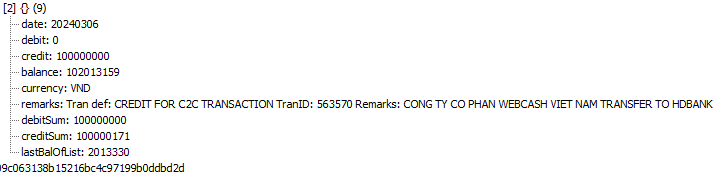 [2] {} (9)
date: 20240306
debit: 0
credit: 100000000
balance: 102013159
currency: VND
remarks: Tran def: CREDIT FOR C2C TRANSACTION TranID: 563570 Remarks: CONG TY CO PHAN WEBCASH VIET NAM TRANSFER TO HDBANK
debitSum: 100000000
creditSum: 100000171
lastBalOfList: 2013330
09c063138b15216bc4c97199b0ddbd2d